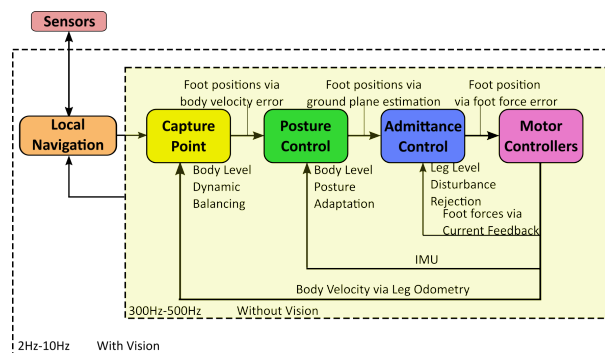 Sensors
Foot positions via
body velocity error
Foot positions via
ground plane estimation
Foot position
via foot force error
Local
Navigation
Capture
Point
Posture
Control
Admittance
Control
Motor
Controllers
Body Level
Dynamic
Balancing
Body Level
Posture
Adaptation
Leg Level
Disturbance
Rejection
Foot forces via
Current Feedback
IMU
Body Velocity via Leg Odometry
300Hz-500Hz Without Vision
2Hz-10Hz With Vision